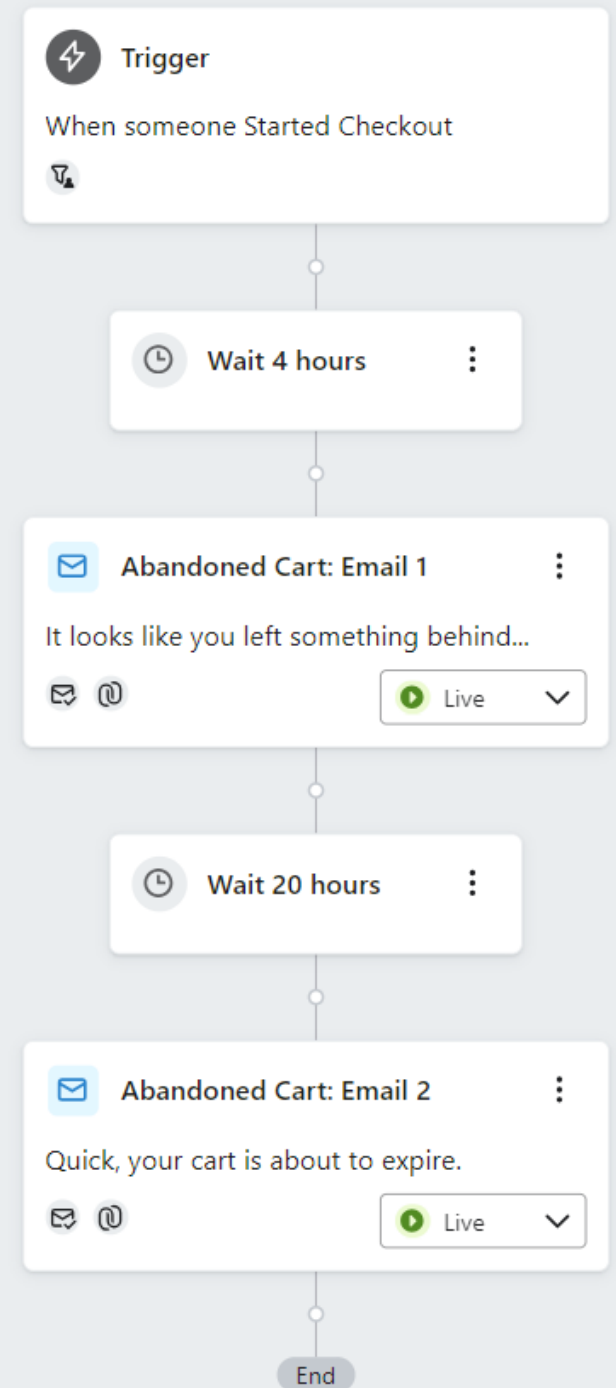 Trigger
When someone Started Checkout
Wait 4 hours
Abandoned Cart: Email 1
It looks like you left something behind...
Live
Wait 20 hours
Abandoned Cart: Email 2
Quick, your cart is about to expire.
Live
End